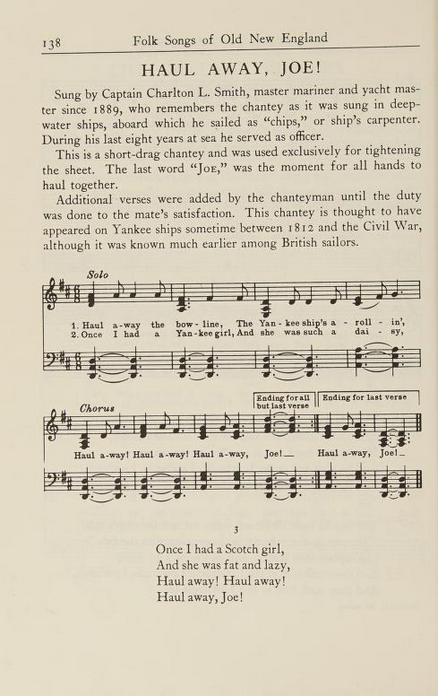 138 Folk Songs of Old New England
HAUL AWAY, JOE!
Sung by Captain Charlton L. Smith, master mariner and yacht mas-
ter since 1889, who remembers the chantey as it was sung in deep-
water ships, aboard which he sailed as “chips,” or ship’s carpenter.
During his last eight years at sea he served as officer.
This is a short-drag chantey and was used exclusively for tightening
the sheet. The last word “JOE,” was the moment for all hands to
haul together.
Additional verses were added by the chanteyman until the duty
was done to the mate’s satisfaction. This chantey is thought to have
appeared on Yankee ships sometime between 1812 and the Civil War,
although it was known much earlier among British sailors.
Solo
1. Haul a-way the bow-line, The Yan-kee ship's a-roll-in',
2. Once I had a Yan-kee girl, And she was such a dai-sy,
Chorus
Ending for all
but last verse
Ending for last verse
Haul a-way! Haul a-way! Haul a-way, Joe! Haul a-way, Joe!
3
Once I had a Scotch girl,
And she was fat and lazy,
Haul away! Haul away!
Haul away, Joe!